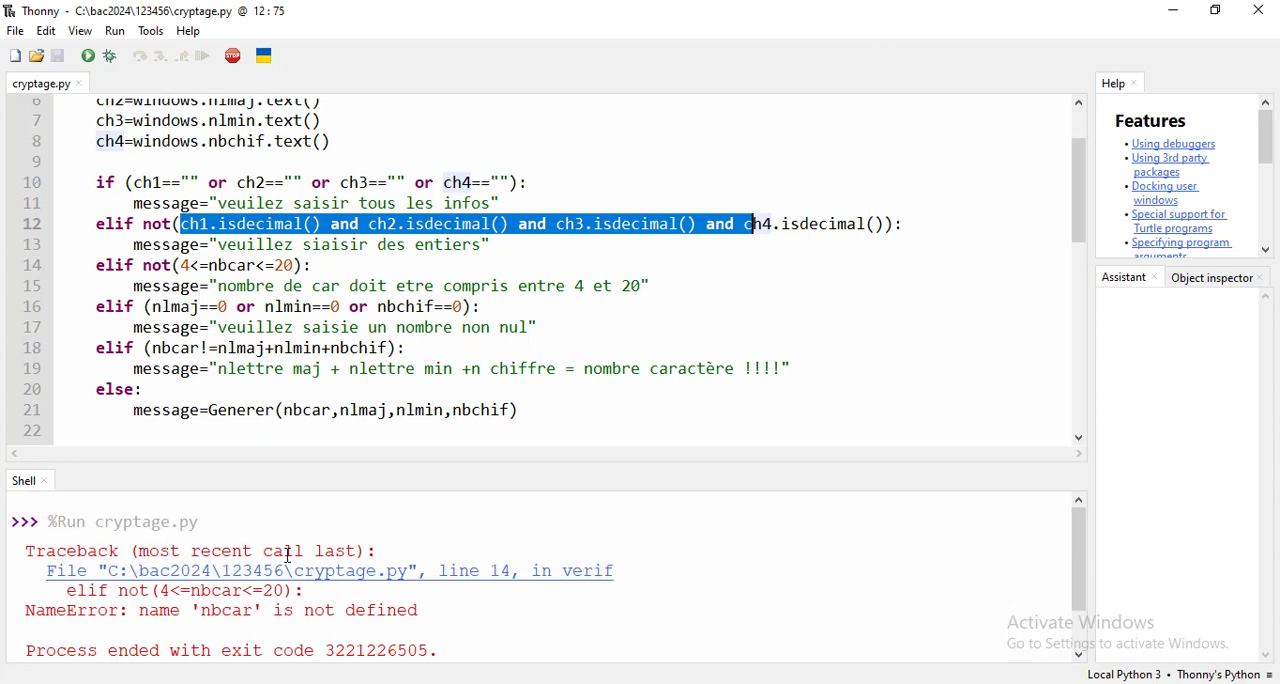 Thonny - C:\bac2024\123456\cryptage.py @ 12 : 75
File Edit View Run Tools Help
cryptage.py
6 ch2=windows.nlmaj.text()
7 ch3=windows.nlmin.text()
8 ch4=windows.nbchif.text()
9
10 if (ch1=="" or ch2=="" or ch3=="" or ch4==""):
11 message="veuilez saisir tous les infos"
12 elif not(ch1.isdecimal() and ch2.isdecimal() and ch3.isdecimal() and ch4.isdecimal()):
13 message="veuillez siaisir des entiers"
14 elif not(4<=nbcar<=20):
15 message="nombre de car doit etre compris entre 4 et 20"
16 elif (nlmaj==0 or nlmin==0 or nbchif==0):
17 message="veuillez saisie un nombre non nul"
18 elif (nbcar!=nlmaj+nlmin+nbchif):
19 message="nlettre maj + nlettre min +n chiffre = nombre caractère !!!!"
20 else:
21 message=Generer(nbcar,nlmaj,nlmin,nbchif)
22
Shell
>>> %Run cryptage.py
Traceback (most recent call last):
File "C:\bac2024\123456\cryptage.py", line 14, in verif
elif not(4<=nbcar<=20):
NameError: name 'nbcar' is not defined
Process ended with exit code 3221226505.
Help
Features
• Using debuggers
• Using 3rd party
packages
• Docking user
windows
• Special support for
Turtle programs
• Specifying program
arguments
Assistant Object inspector
Activate Windows
Go to Settings to activate Windows.
Local Python 3 • Thonny's Python ≡